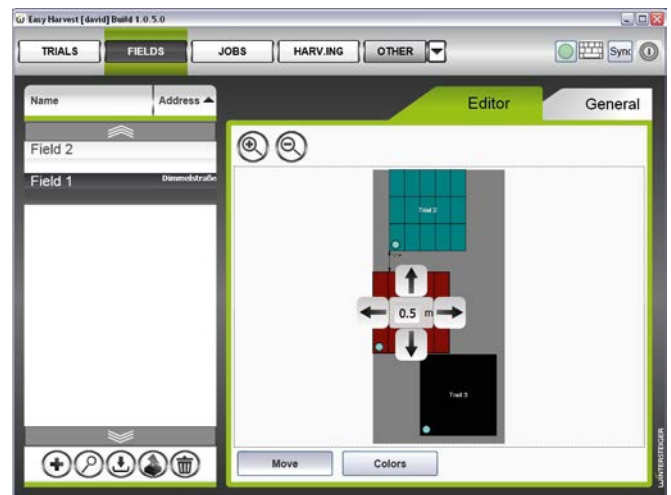 Easy Harvest [david] Build 1.0.5.0
TRIALS FIELDS JOBS HARV.ING OTHER Sync
Name Address
Editor General
Field 2
Field 1 Dimmelstraße
Trial 2
0.5 m
Trail 3
Move Colors
WINTERSTEIGER